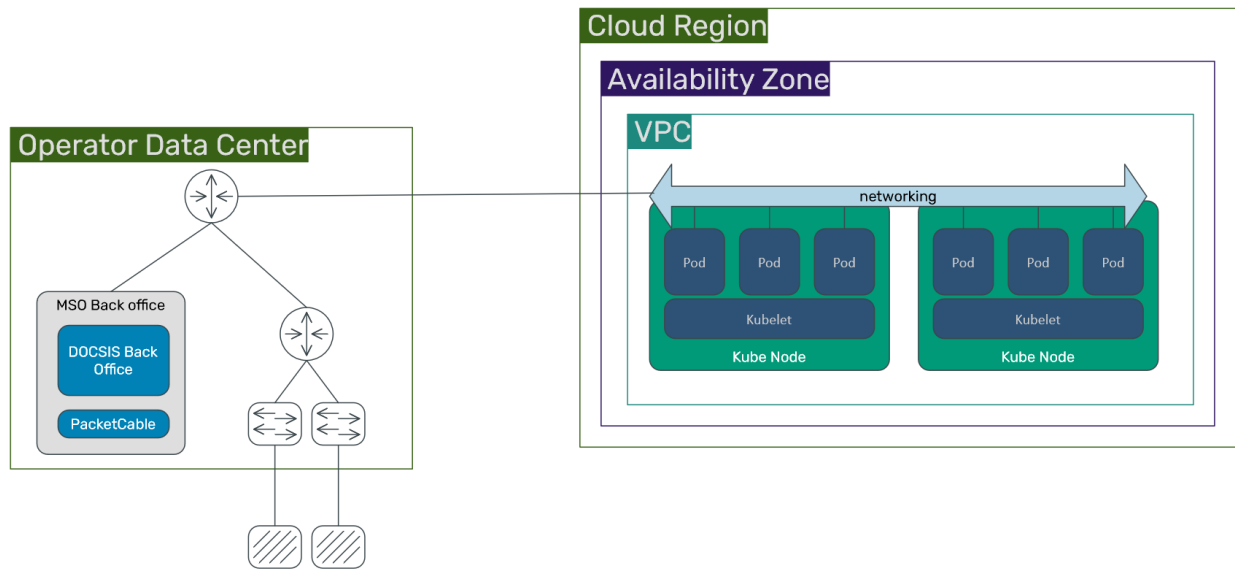 Cloud Region
Availability Zone
VPC
Operator Data Center
networking
Pod
Pod
Pod
Pod
Pod
Pod
Kubelet
Kubelet
Kube Node
Kube Node
MSO Back office
DOCSIS Back
Office
PacketCable